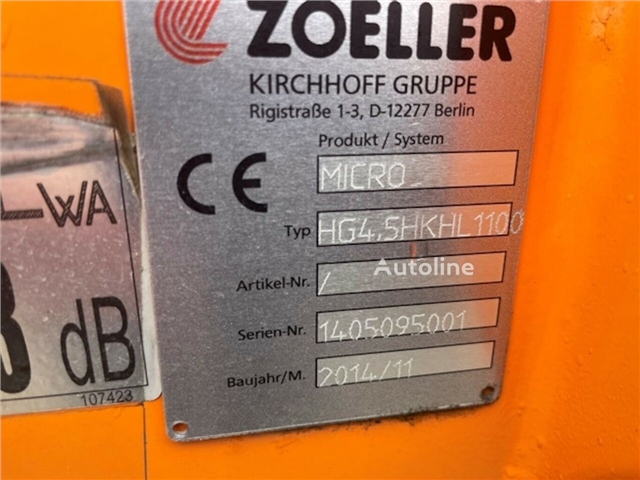 ZOELLER
KIRCHHOFF GRUPPE
Rigistraße 1-3, D-12277 Berlin
Produkt / System
MICRO
Typ HG4,5HKHL1100
Artikel-Nr. /
Serien-Nr. 1405095001
Baujahr/M. 2014/11
CE
WA
dB
107423
Autoline